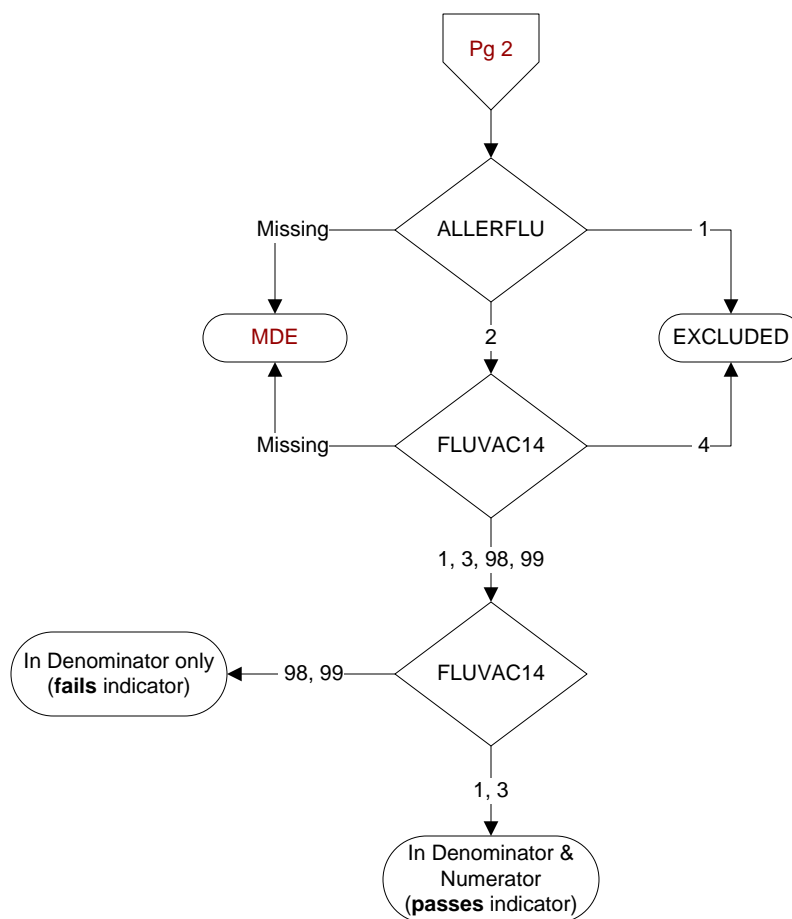 Pg 2
ALLERFLU
Missing
1
MDE
2
EXCLUDED
FLUVAC14
Missing
4
1, 3, 98, 99
FLUVAC14
98, 99
In Denominator only
(fails indicator)
1, 3
In Denominator &
Numerator
(passes indicator)